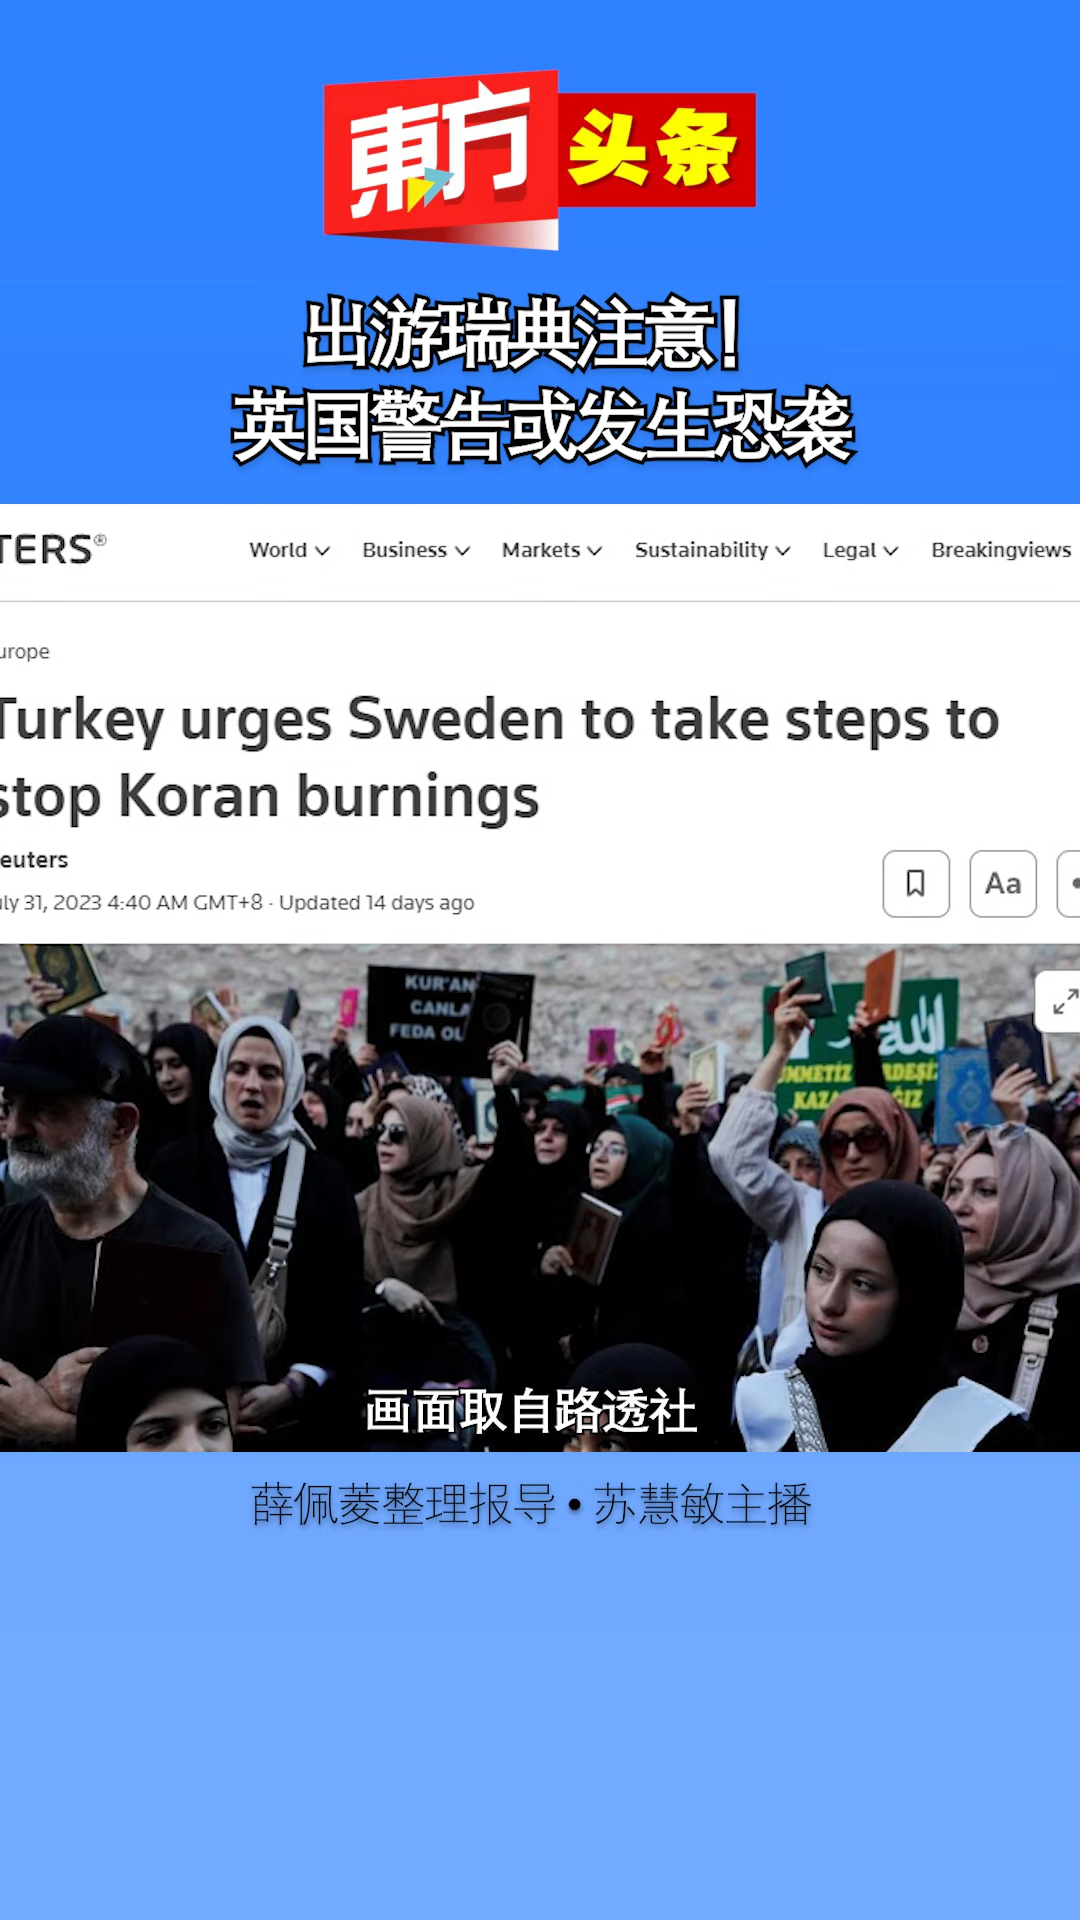 東方头条
出游瑞典注意！
英国警告或发生恐袭
TERS®
World Business Markets Sustainability Legal Breakingviews
urope
Turkey urges Sweden to take steps to
stop Koran burnings
euters
uly 31, 2023 4:40 AM GMT+8 · Updated 14 days ago
Aa
KUR'AN
CANLA
FEDA OL
ÜMMETİZ
KAZA
画面取自路透社
薛佩菱整理报导 • 苏慧敏主播